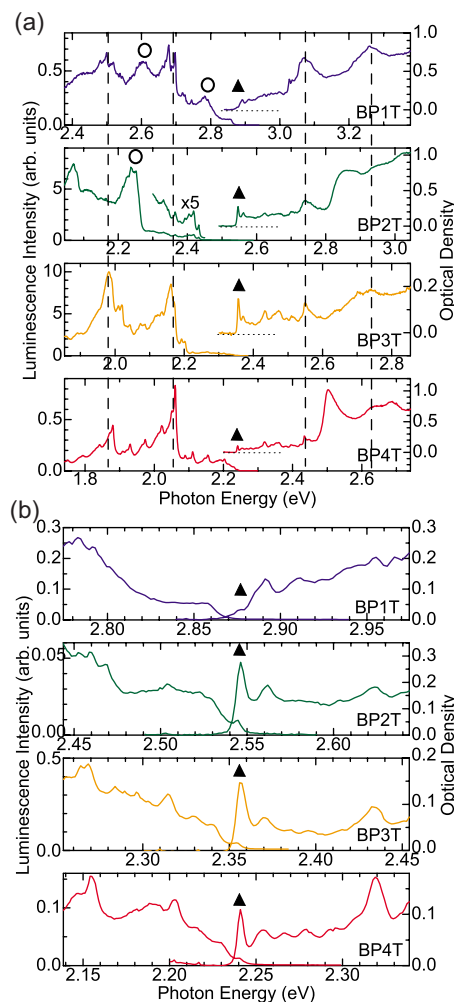 (a)
Luminescence Intensity (arb. units)
Optical Density
0.5
0.0
1.0
0.5
0.0
BP1T
2.4 2.6 2.8 3.0 3.2
5
0
x5
1.0
0.5
0.0
BP2T
2.2 2.4 2.6 2.8 3.0
10
5
0
0.2
0.0
BP3T
2.0 2.2 2.4 2.6 2.8
0.5
0.0
1.0
0.5
0.0
BP4T
1.8 2.0 2.2 2.4 2.6
Photon Energy (eV)
(b)
Luminescence Intensity (arb. units)
Optical Density
0.3
0.2
0.1
0.0
0.3
0.2
0.1
0.0
BP1T
2.80 2.85 2.90 2.95
0.05
0.00
0.3
0.2
0.1
0.0
BP2T
2.45 2.50 2.55 2.60
0.5
0.0
0.2
0.1
0.0
BP3T
2.30 2.35 2.40 2.45
0.1
0.0
0.1
0.0
BP4T
2.15 2.20 2.25 2.30
Photon Energy (eV)